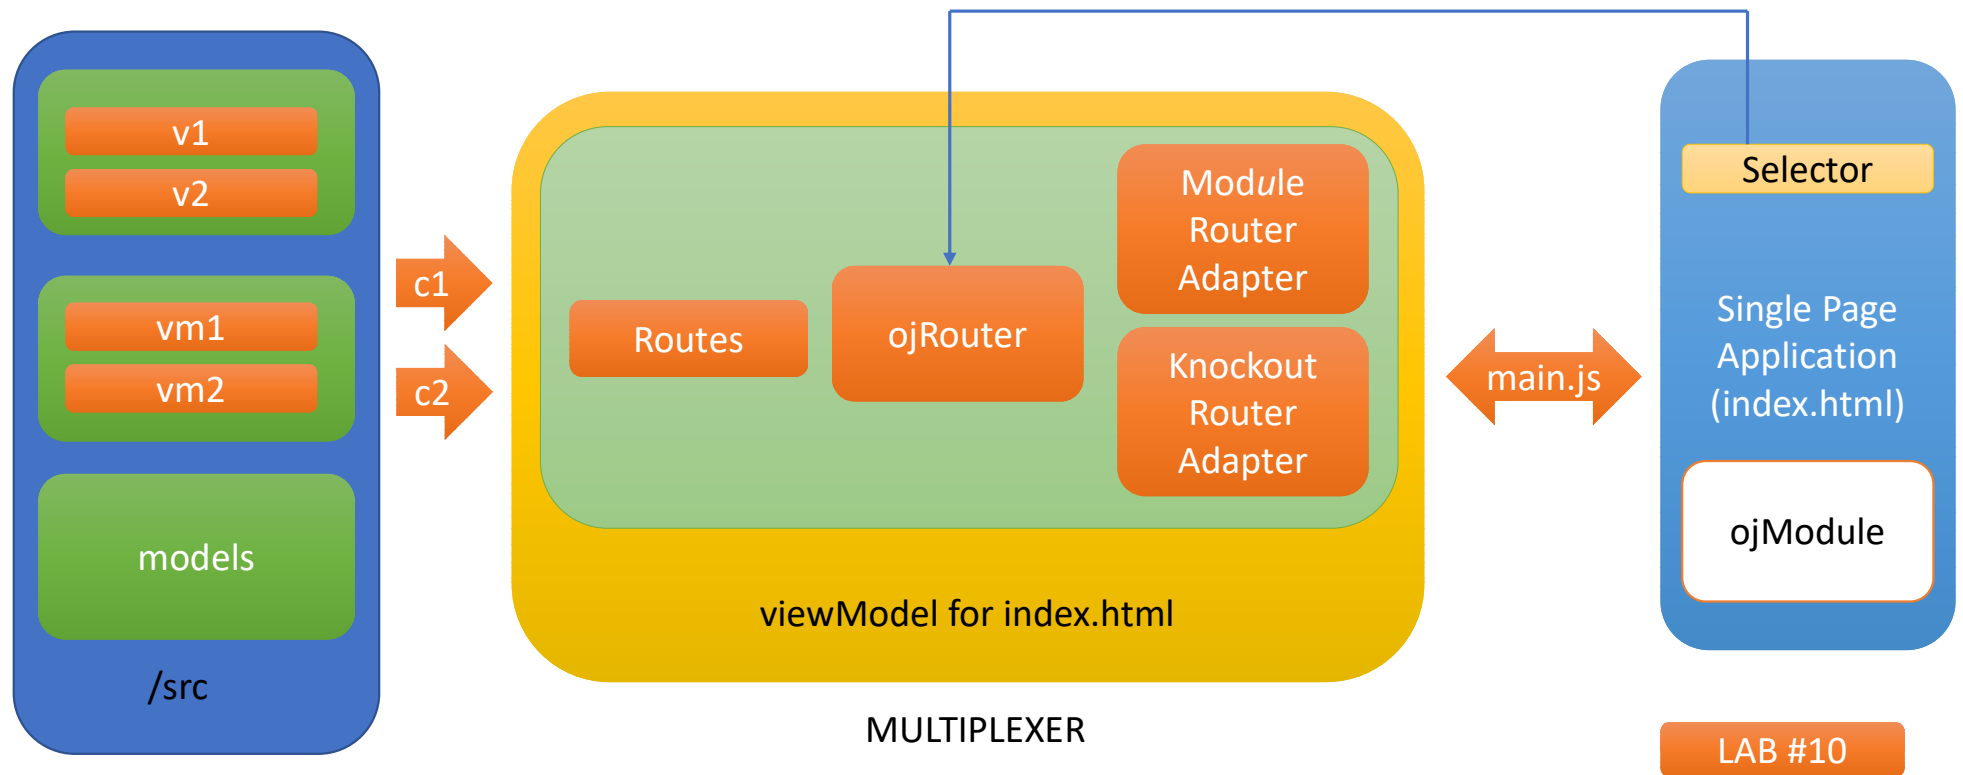 v1
v2
vm1
vm2
models
/src
c1
c2
Routes
ojRouter
Module
Router
Adapter
Knockout
Router
Adapter
viewModel for index.html
MULTIPLEXER
main.js
Selector
Single Page
Application
(index.html)
ojModule
LAB #10